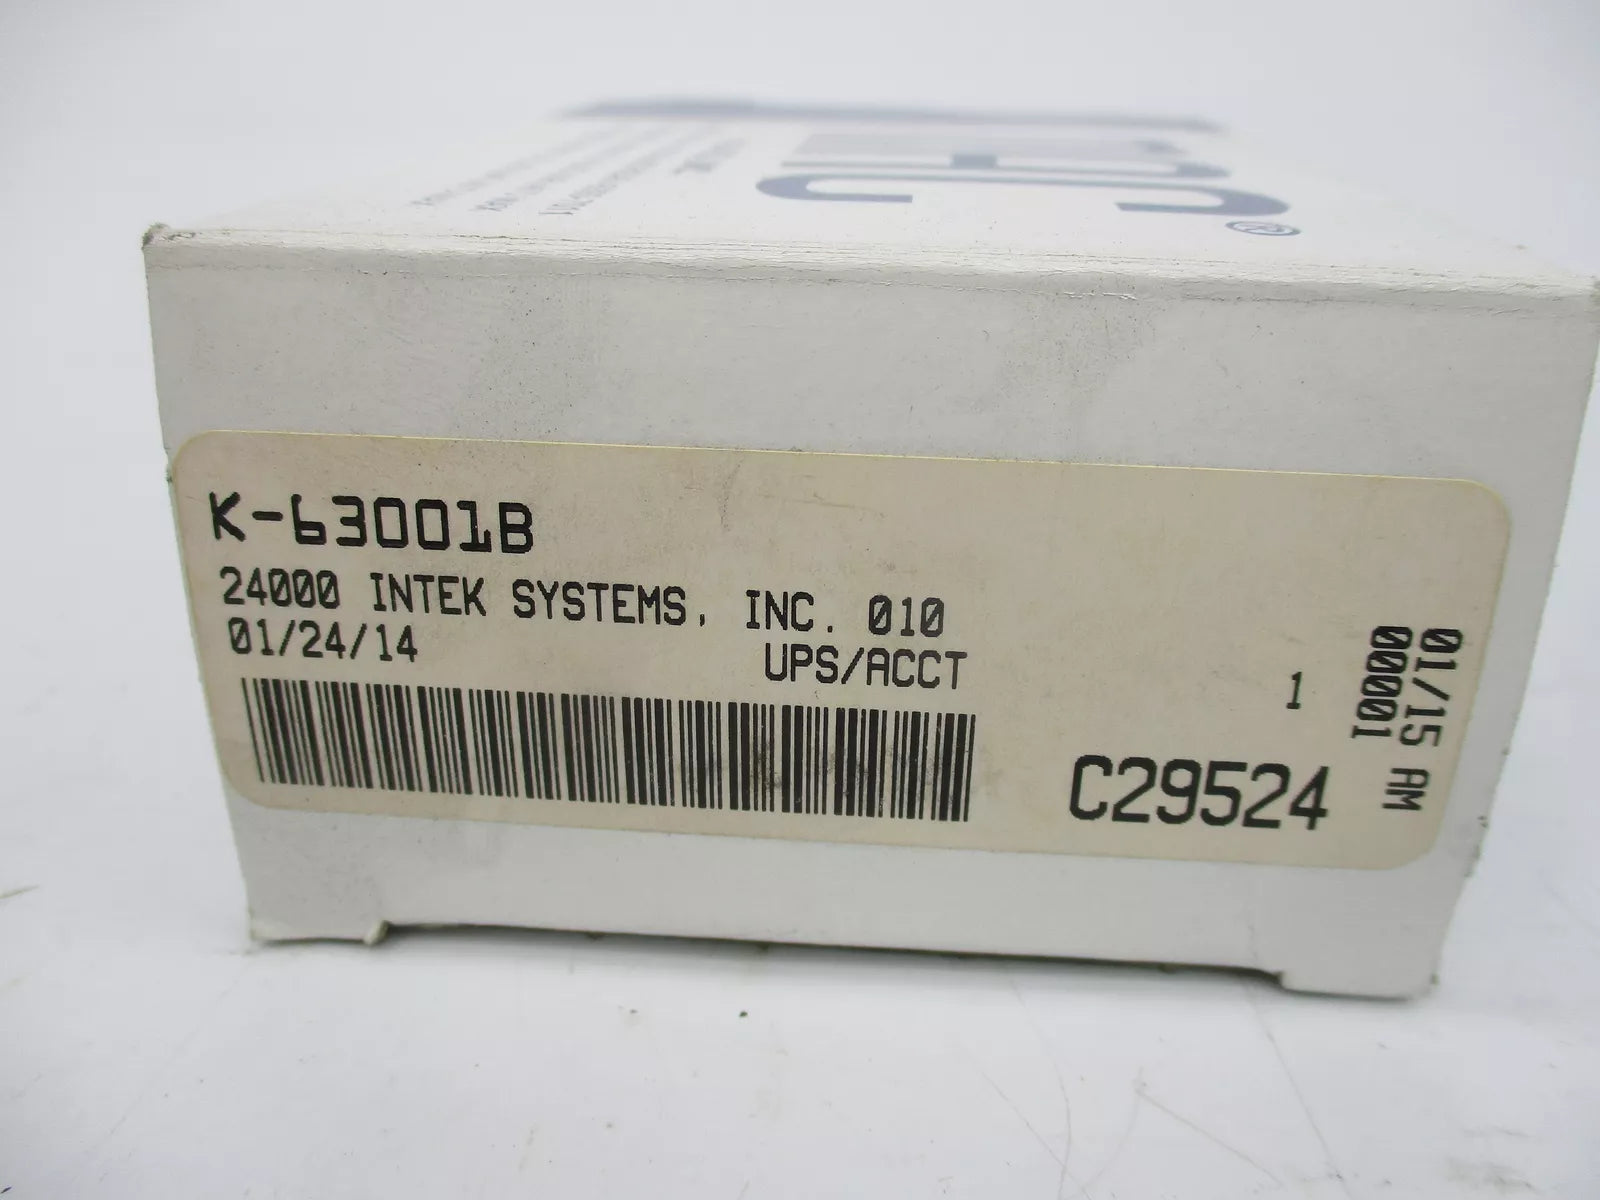 ®
K-63001B
24000 INTEK SYSTEMS, INC. 010
01/24/14 UPS/ACCT
1
C29524
01/15 AM
00001